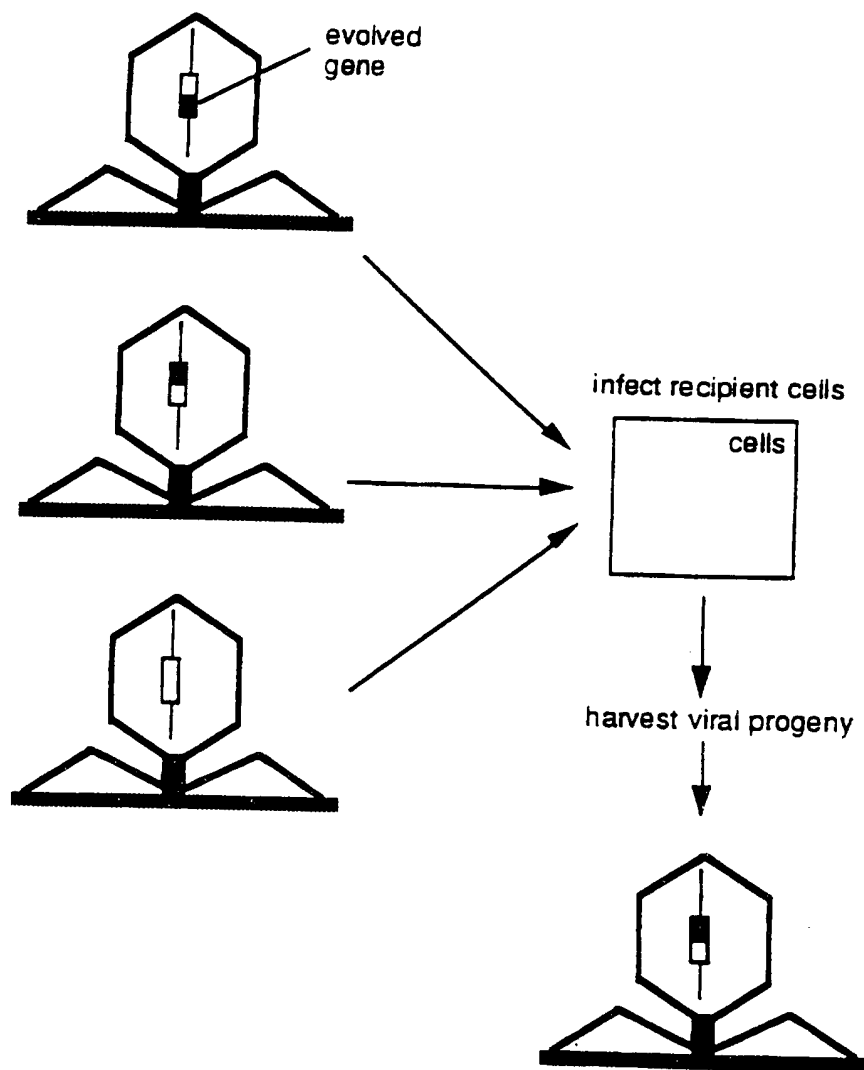 evolved
gene
infect recipient cells
cells
harvest viral progeny